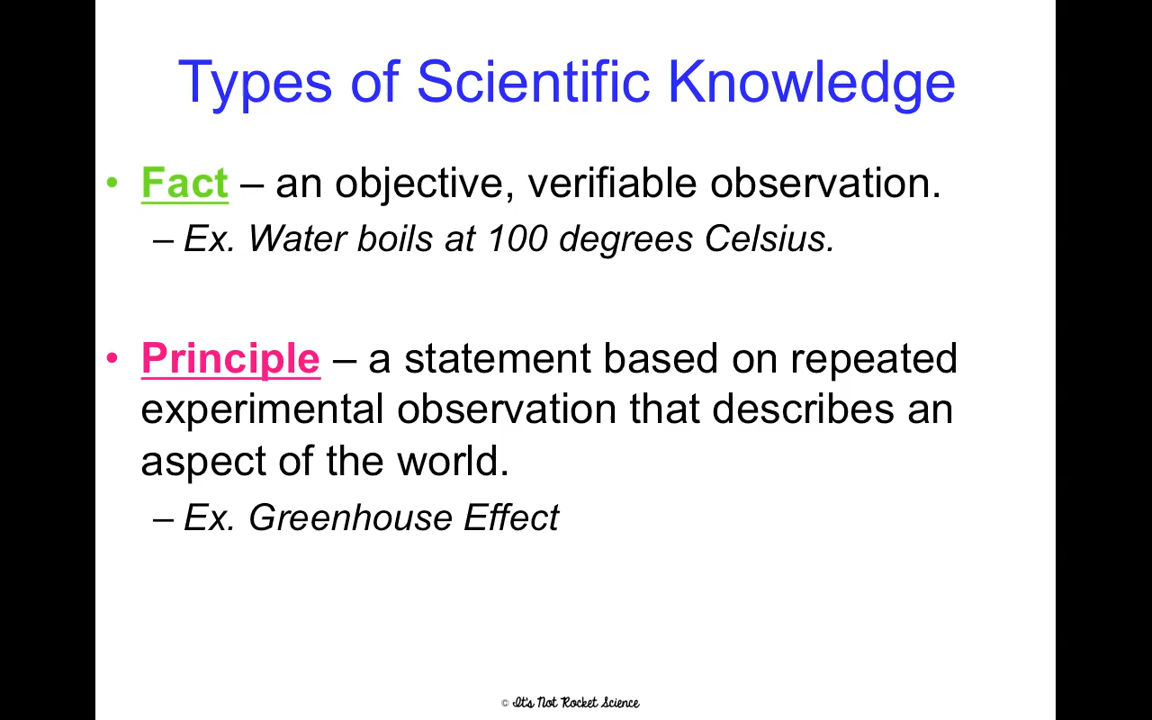 Types of Scientific Knowledge
• Fact – an objective, verifiable observation.
– Ex. Water boils at 100 degrees Celsius.
• Principle – a statement based on repeated
experimental observation that describes an
aspect of the world.
– Ex. Greenhouse Effect
© It's Not Rocket Science